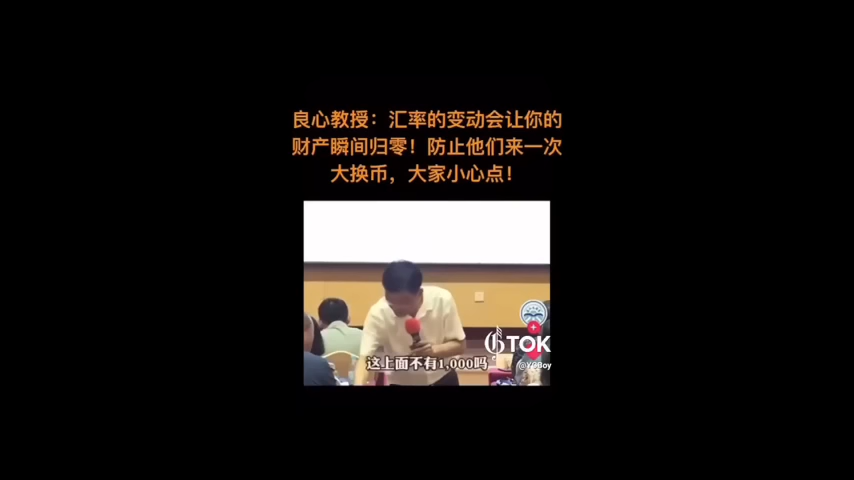 良心教授：汇率的变动会让你的
财产瞬间归零！防止他们来一次
大换币，大家小心点！
TOK
@YGBoy
这上面不有1,000吗